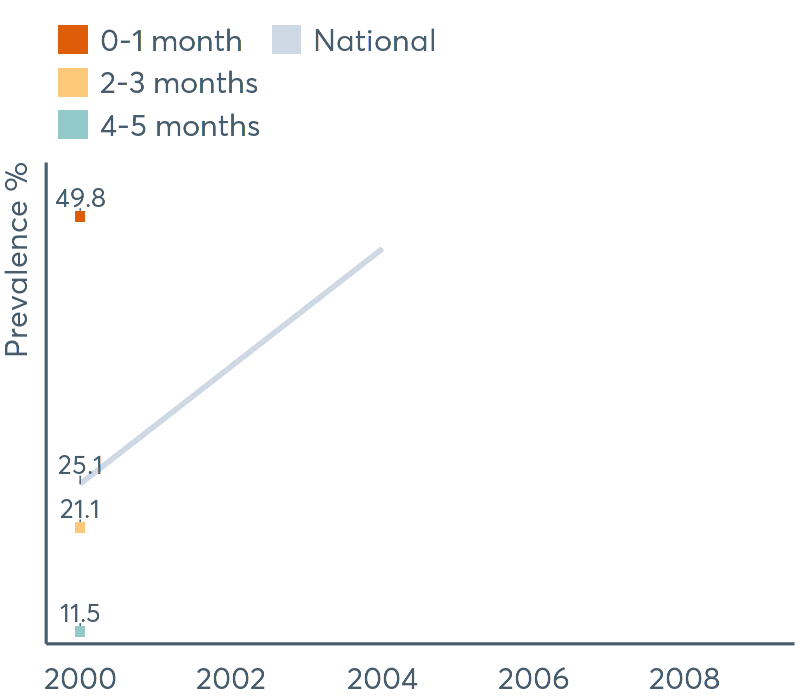 0-1 month
National
2-3 months
4-5 months
Prevalence %
49.8
25.1
21.1
11.5
2000 2002 2004 2006 2008